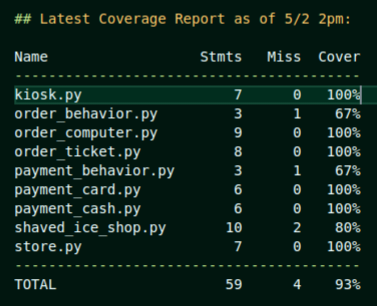 ## Latest Coverage Report as of 5/2 2pm:
Name Stmts Miss Cover
---------------------------------------
kiosk.py 7 0 100%
order_behavior.py 3 1 67%
order_computer.py 9 0 100%
order_ticket.py 8 0 100%
payment_behavior.py 3 1 67%
payment_card.py 6 0 100%
payment_cash.py 6 0 100%
shaved_ice_shop.py 10 2 80%
store.py 7 0 100%
---------------------------------------
TOTAL 59 4 93%